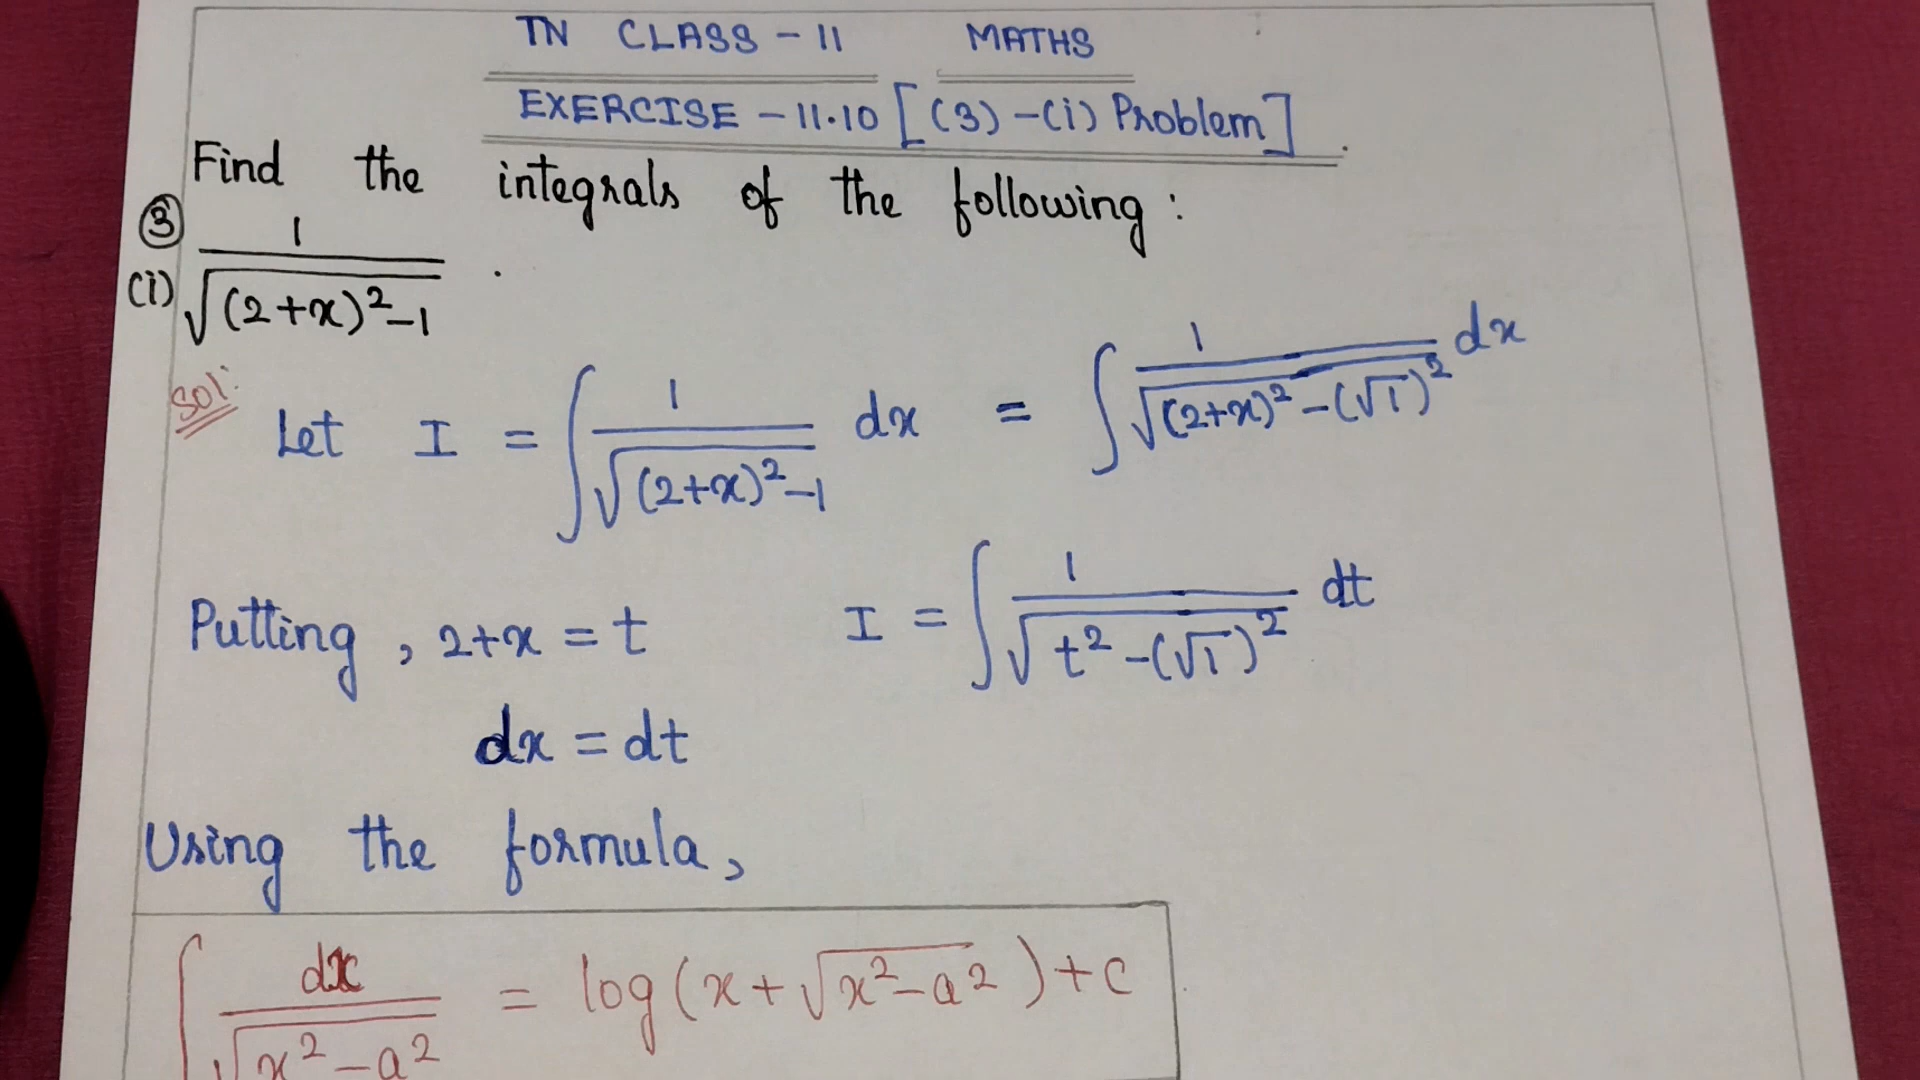 TN CLASS - 11 MATHS
EXERCISE - 11.10 [(3) - (i) Problem]
Find the integrals of the following :
③
(i) 1/√((2+x)²-1) .
Sol:
Let I = ∫ 1/√((2+x)²-1) dx = ∫ 1/√((2+x)²-(√1)²) dx
Putting, 2+x = t I = ∫ 1/√(t²-(√1)²) dt
dx = dt
Using the formula,
∫ dx/√(x²-a²) = log(x+√(x²-a²))+c